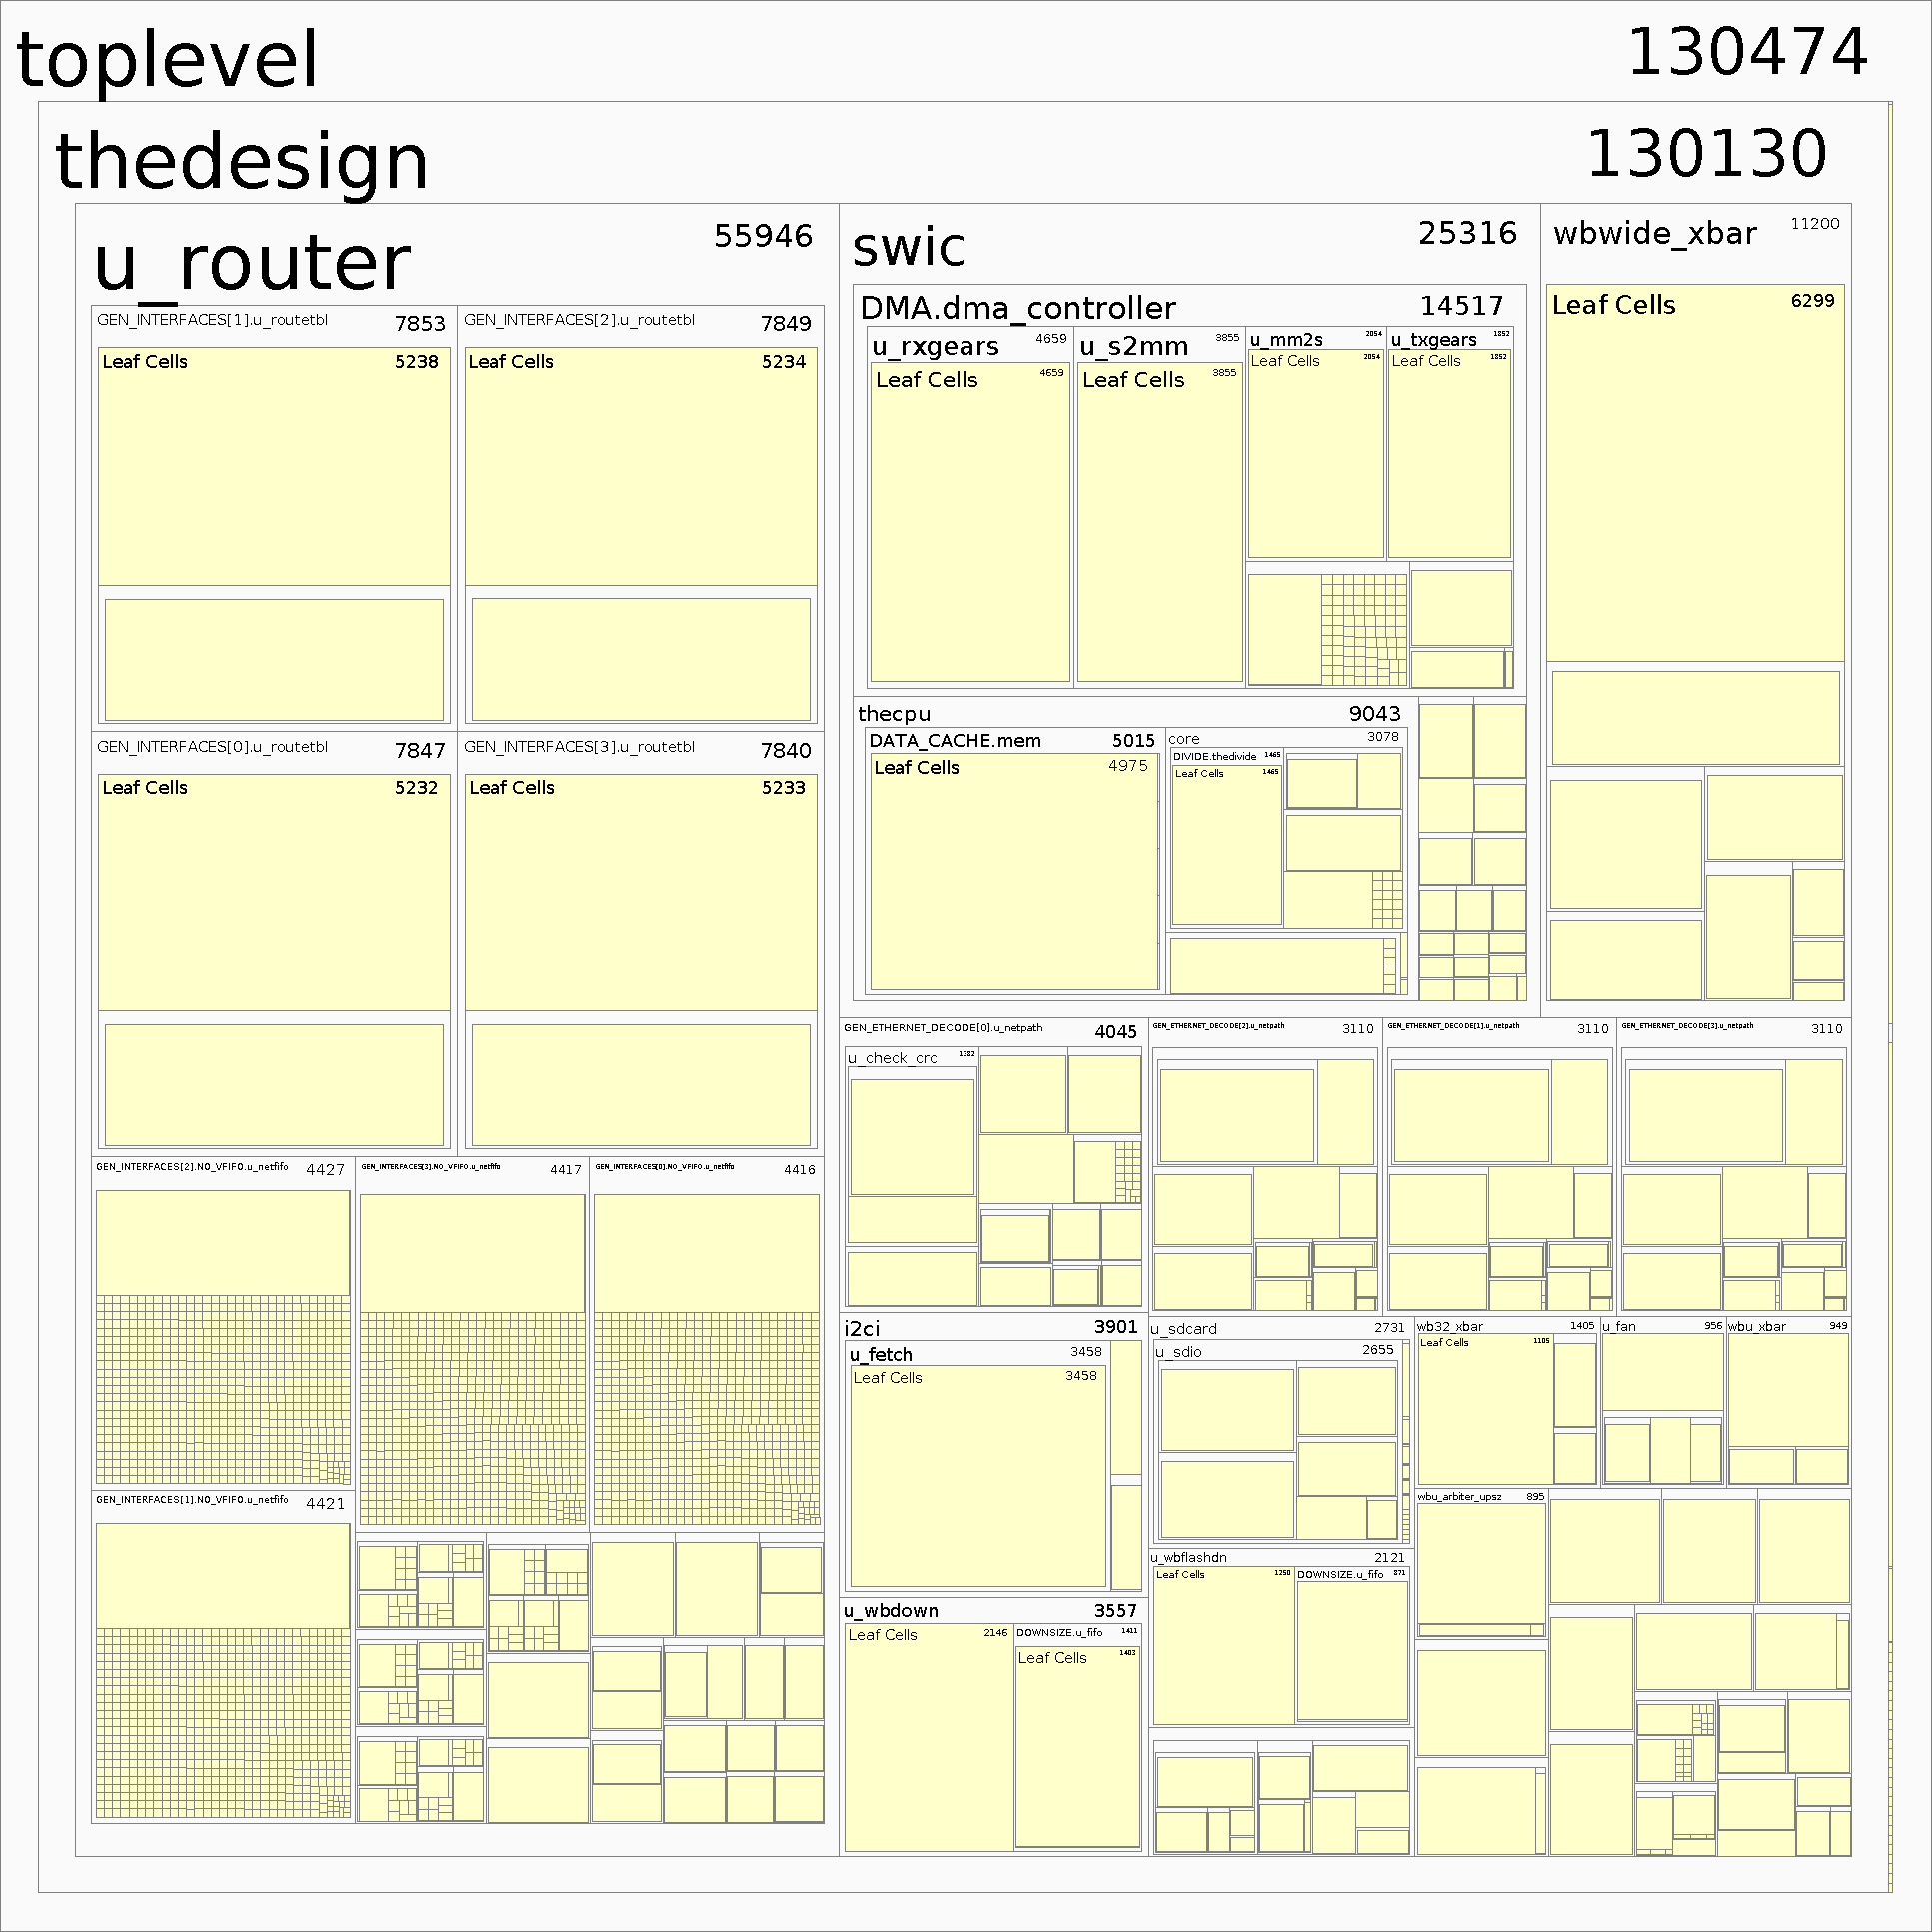 toplevel 130474
thedesign 130130
u_router 55946
GEN_INTERFACES[1].u_routetbl 7853
Leaf Cells 5238
GEN_INTERFACES[2].u_routetbl 7849
Leaf Cells 5234
GEN_INTERFACES[0].u_routetbl 7847
Leaf Cells 5232
GEN_INTERFACES[3].u_routetbl 7840
Leaf Cells 5233
GEN_INTERFACES[2].NO_VFIFO.u_netfifo 4427
GEN_INTERFACES[3].NO_VFIFO.u_netfifo 4417
GEN_INTERFACES[0].NO_VFIFO.u_netfifo 4416
GEN_INTERFACES[1].NO_VFIFO.u_netfifo 4421
swic 25316
DMA.dma_controller 14517
u_rxgears 4659
Leaf Cells 4659
u_s2mm 3855
Leaf Cells 3855
u_mm2s 2054
Leaf Cells 2054
u_txgears 1852
Leaf Cells 1852
thecpu 9043
DATA_CACHE.mem 5015
Leaf Cells 4975
core 3078
DIVIDE.thedivide 1465
Leaf Cells 1465
wbwide_xbar 11200
Leaf Cells 6299
GEN_ETHERNET_DECODE[0].u_netpath 4045
u_check_crc 1382
GEN_ETHERNET_DECODE[2].u_netpath 3110
GEN_ETHERNET_DECODE[1].u_netpath 3110
GEN_ETHERNET_DECODE[3].u_netpath 3110
i2ci 3901
u_fetch 3458
Leaf Cells 3458
u_wbdown 3557
Leaf Cells 2146
DOWNSIZE.u_fifo 1411
Leaf Cells 1403
u_sdcard 2731
u_sdio 2655
u_wbflashdn 2121
Leaf Cells 1250
DOWNSIZE.u_fifo 871
wb32_xbar 1405
Leaf Cells 1105
u_fan 956
wbu_xbar 949
wbu_arbiter_upsz 895